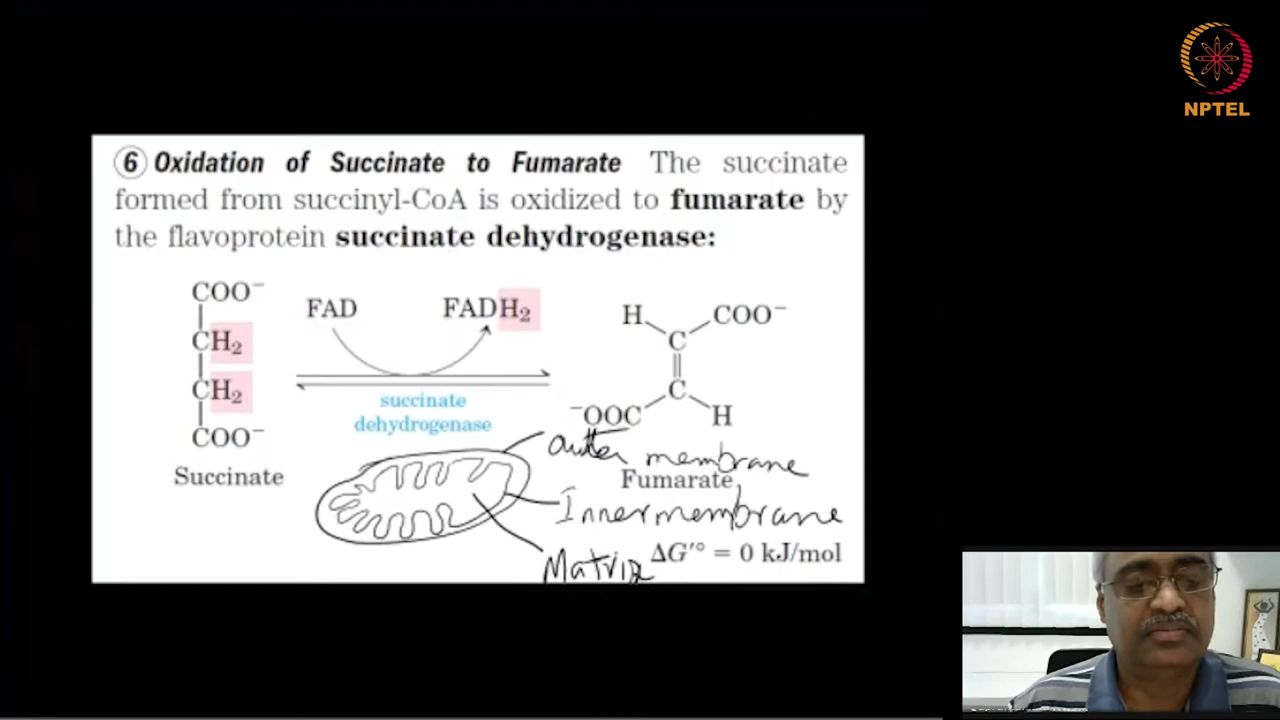 NPTEL
6 Oxidation of Succinate to Fumarate The succinate
formed from succinyl-CoA is oxidized to fumarate by
the flavoprotein succinate dehydrogenase:
COO⁻
CH₂
CH₂
COO⁻
Succinate
FAD
FADH₂
succinate
dehydrogenase
H
COO⁻
C
C
⁻OOC
H
Fumarate
outer membrane
Inner membrane
Matrix
ΔG′° = 0 kJ/mol